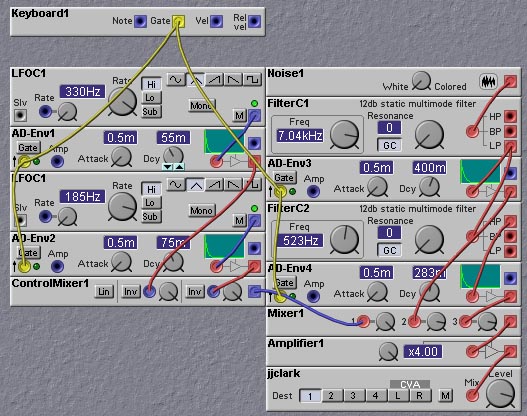 Keyboard1
Note Gate Vel Rel vel
LFOC1
Rate
330Hz
Rate
Hi
Lo
Sub
Slv
Mono
M
AD-Env1
0.5m 55m
Gate Amp Attack Dcy
LFOC1
Rate
185Hz
Rate
Hi
Lo
Sub
Slv
Mono
M
AD-Env2
0.5m 75m
Gate Amp Attack Dcy
ControlMixer1
Lin Inv Inv
Noise1
White Colored
FilterC1 12db static multimode filter
Freq
7.04kHz
Resonance
0
GC
HP
BP
LP
AD-Env3
0.5m 400m
Gate Amp Attack Dcy
FilterC2 12db static multimode filter
Freq
523Hz
Resonance
0
GC
HP
BP
LP
AD-Env4
0.5m 283m
Gate Amp Attack Dcy
Mixer1
1 2 3
Amplifier1
x4.00
jjclark
Level
CVA
Mix
Dest 1 2 3 4 L R M